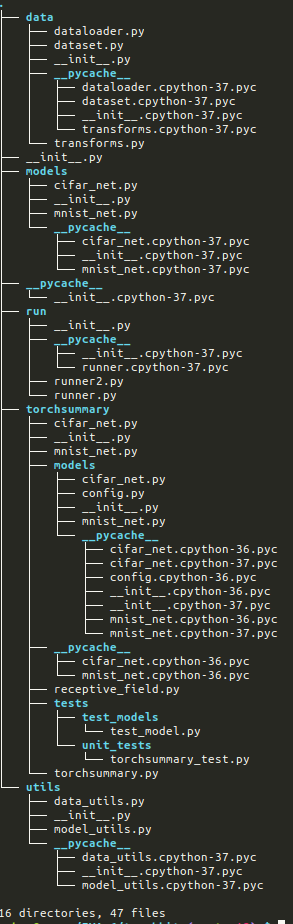 .
├── data
│   ├── dataloader.py
│   ├── dataset.py
│   ├── __init__.py
│   ├── __pycache__
│   │   ├── dataloader.cpython-37.pyc
│   │   ├── dataset.cpython-37.pyc
│   │   ├── __init__.cpython-37.pyc
│   │   └── transforms.cpython-37.pyc
│   └── transforms.py
├── __init__.py
├── models
│   ├── cifar_net.py
│   ├── __init__.py
│   ├── mnist_net.py
│   └── __pycache__
│       ├── cifar_net.cpython-37.pyc
│       ├── __init__.cpython-37.pyc
│       └── mnist_net.cpython-37.pyc
├── __pycache__
│   └── __init__.cpython-37.pyc
├── run
│   ├── __init__.py
│   ├── __pycache__
│   │   ├── __init__.cpython-37.pyc
│   │   └── runner.cpython-37.pyc
│   ├── runner2.py
│   └── runner.py
├── torchsummary
│   ├── cifar_net.py
│   ├── __init__.py
│   ├── mnist_net.py
│   ├── models
│   │   ├── cifar_net.py
│   │   ├── config.py
│   │   ├── __init__.py
│   │   ├── mnist_net.py
│   │   └── __pycache__
│   │       ├── cifar_net.cpython-36.pyc
│   │       ├── cifar_net.cpython-37.pyc
│   │       ├── config.cpython-36.pyc
│   │       ├── __init__.cpython-36.pyc
│   │       ├── __init__.cpython-37.pyc
│   │       ├── mnist_net.cpython-36.pyc
│   │       └── mnist_net.cpython-37.pyc
│   ├── __pycache__
│   │   ├── cifar_net.cpython-36.pyc
│   │   └── mnist_net.cpython-36.pyc
│   ├── receptive_field.py
│   ├── tests
│   │   ├── test_models
│   │   │   └── test_model.py
│   │   └── unit_tests
│   │       └── torchsummary_test.py
│   └── torchsummary.py
└── utils
    ├── data_utils.py
    ├── __init__.py
    ├── model_utils.py
    └── __pycache__
        ├── data_utils.cpython-37.pyc
        ├── __init__.cpython-37.pyc
        └── model_utils.cpython-37.pyc
16 directories, 47 files